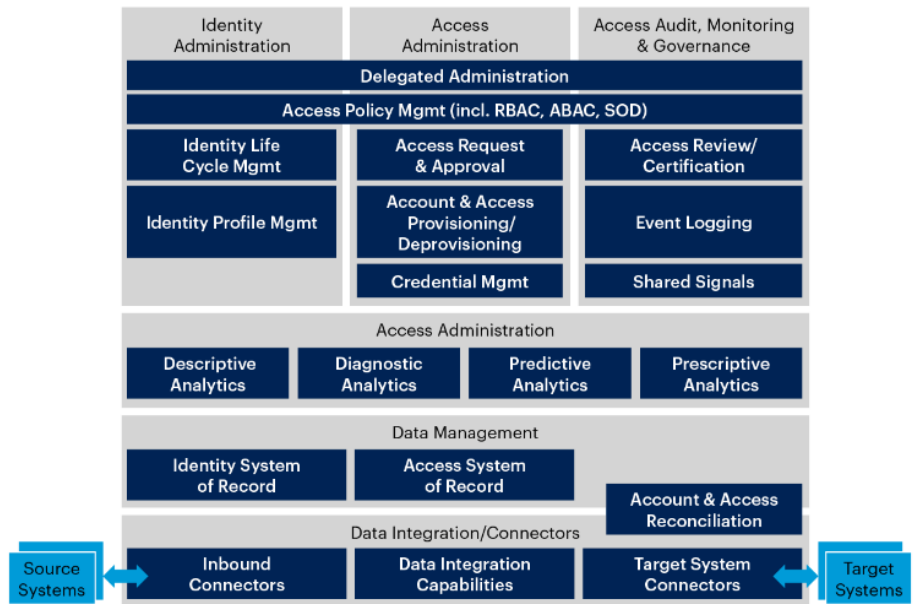 Identity
Administration
Access
Administration
Access Audit, Monitoring
& Governance
Delegated Administration
Access Policy Mgmt (incl. RBAC, ABAC, SOD)
Identity Life
Cycle Mgmt
Access Request
& Approval
Access Review/
Certification
Identity Profile Mgmt
Account & Access
Provisioning/
Deprovisioning
Event Logging
Credential Mgmt
Shared Signals
Access Administration
Descriptive
Analytics
Diagnostic
Analytics
Predictive
Analytics
Prescriptive
Analytics
Data Management
Identity System
of Record
Access System
of Record
Account & Access
Reconciliation
Data Integration/Connectors
Source
Systems
Inbound
Connectors
Data Integration
Capabilities
Target System
Connectors
Target
Systems